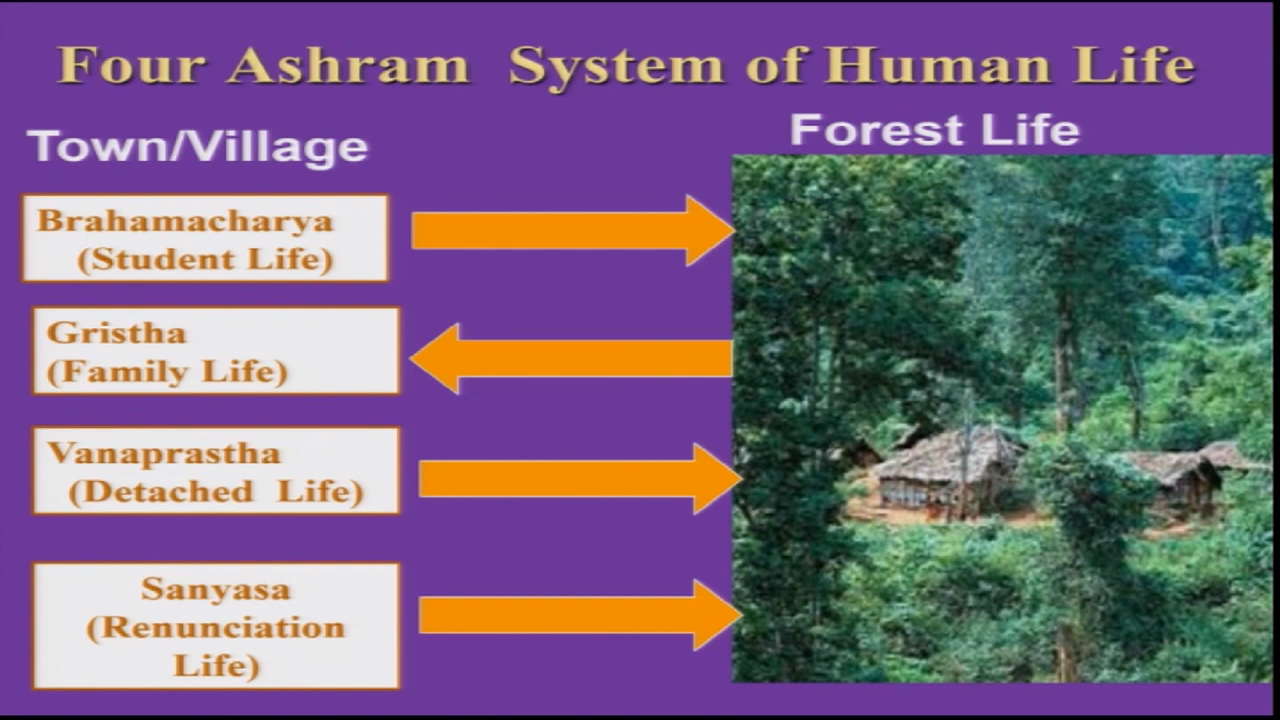 Four Ashram System of Human Life
Town/Village
Forest Life
Brahamacharya
(Student Life)
Gristha
(Family Life)
Vanaprastha
(Detached Life)
Sanyasa
(Renunciation
Life)